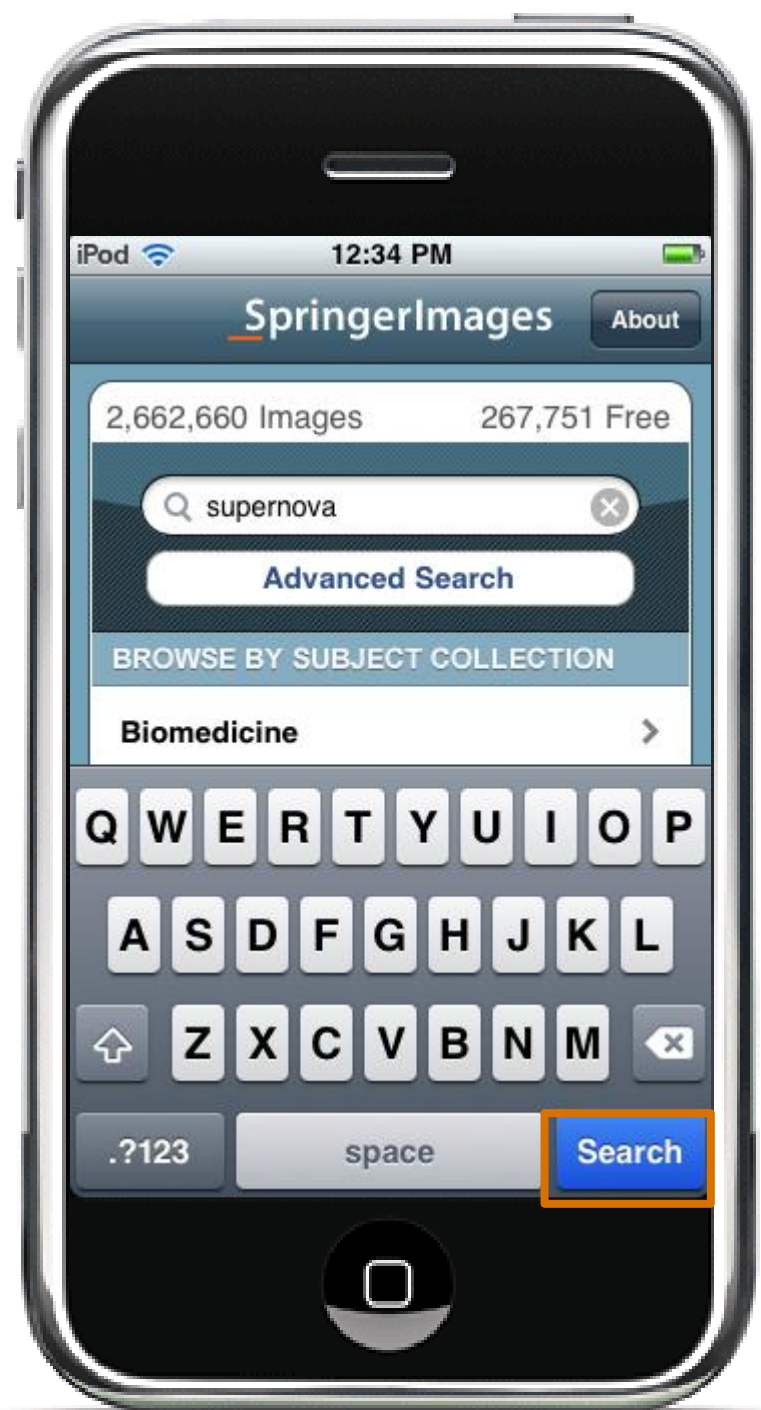 iPod 12:34 PM
SpringerImages About
2,662,660 Images 267,751 Free
supernova
Advanced Search
BROWSE BY SUBJECT COLLECTION
Biomedicine
Q W E R T Y U I O P
A S D F G H J K L
Z X C V B N M
.?123 space Search